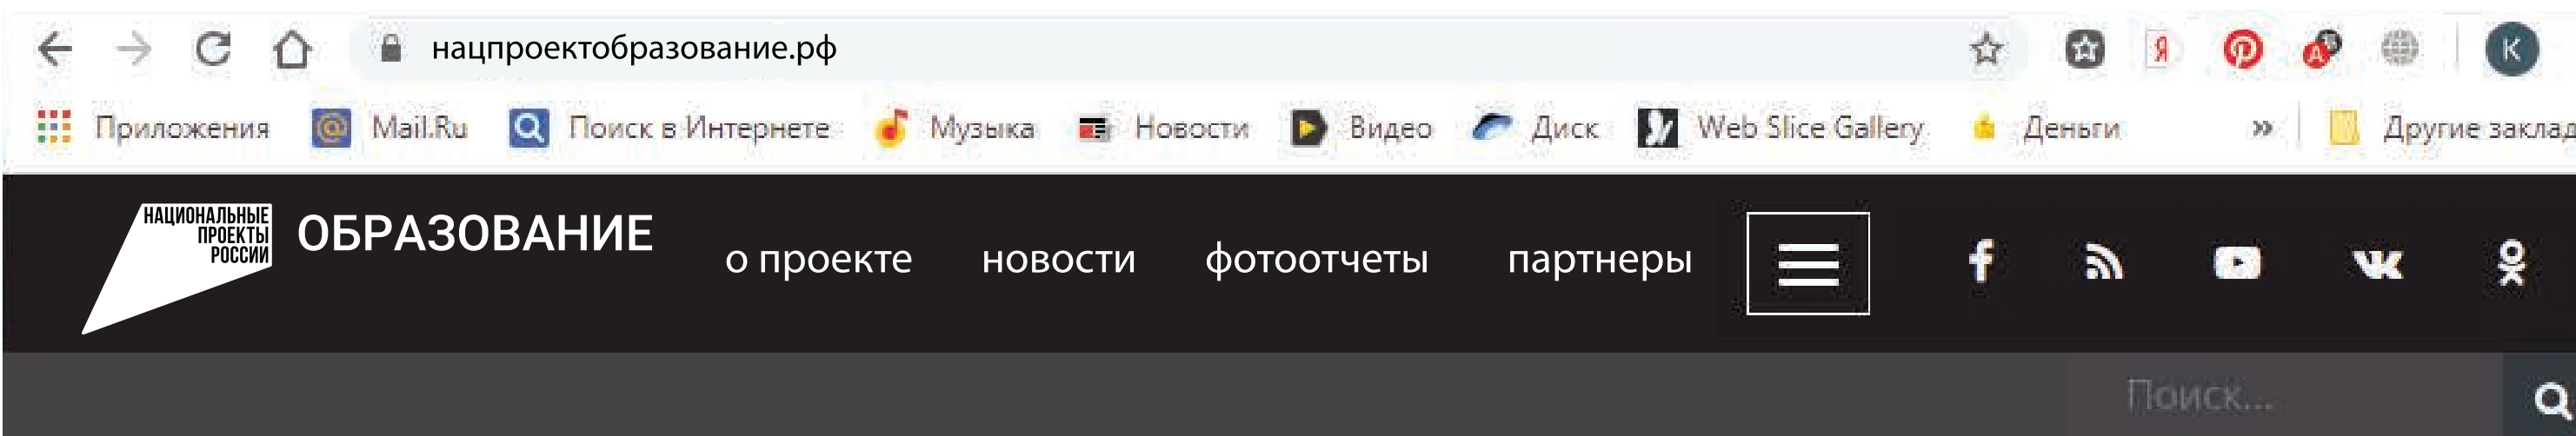 нацпроектобразование.рф
Приложения Mail.Ru Поиск в Интернете Музыка Новости Видео Диск Web Slice Gallery Деньги » Другие заклад
НАЦИОНАЛЬНЫЕ
ПРОЕКТЫ
РОССИИ
ОБРАЗОВАНИЕ
о проекте новости фотоотчеты партнеры
Поиск...